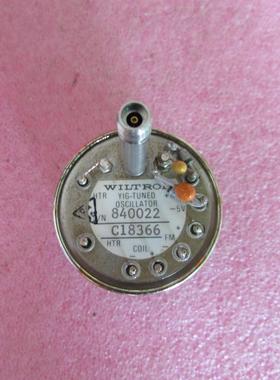 WILTRON
HTR YIG-TUNED
OSCILLATOR
840022 -5V
C18366 FM
HTR COIL